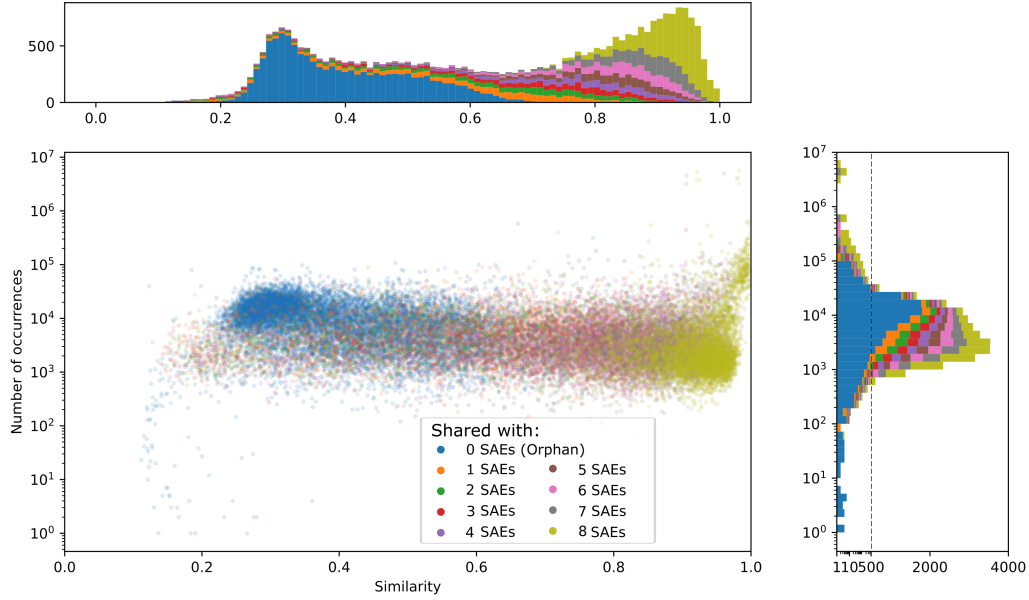 500
0
0.0 0.2 0.4 0.6 0.8 1.0
Number of occurrences
10⁷
10⁶
10⁵
10⁴
10³
10²
10¹
10⁰
0.0 0.2 0.4 0.6 0.8 1.0
Similarity
Shared with:
0 SAEs (Orphan)
1 SAEs
2 SAEs
3 SAEs
4 SAEs
5 SAEs
6 SAEs
7 SAEs
8 SAEs
10⁷
10⁶
10⁵
10⁴
10³
10²
10¹
10⁰
110500 2000 4000